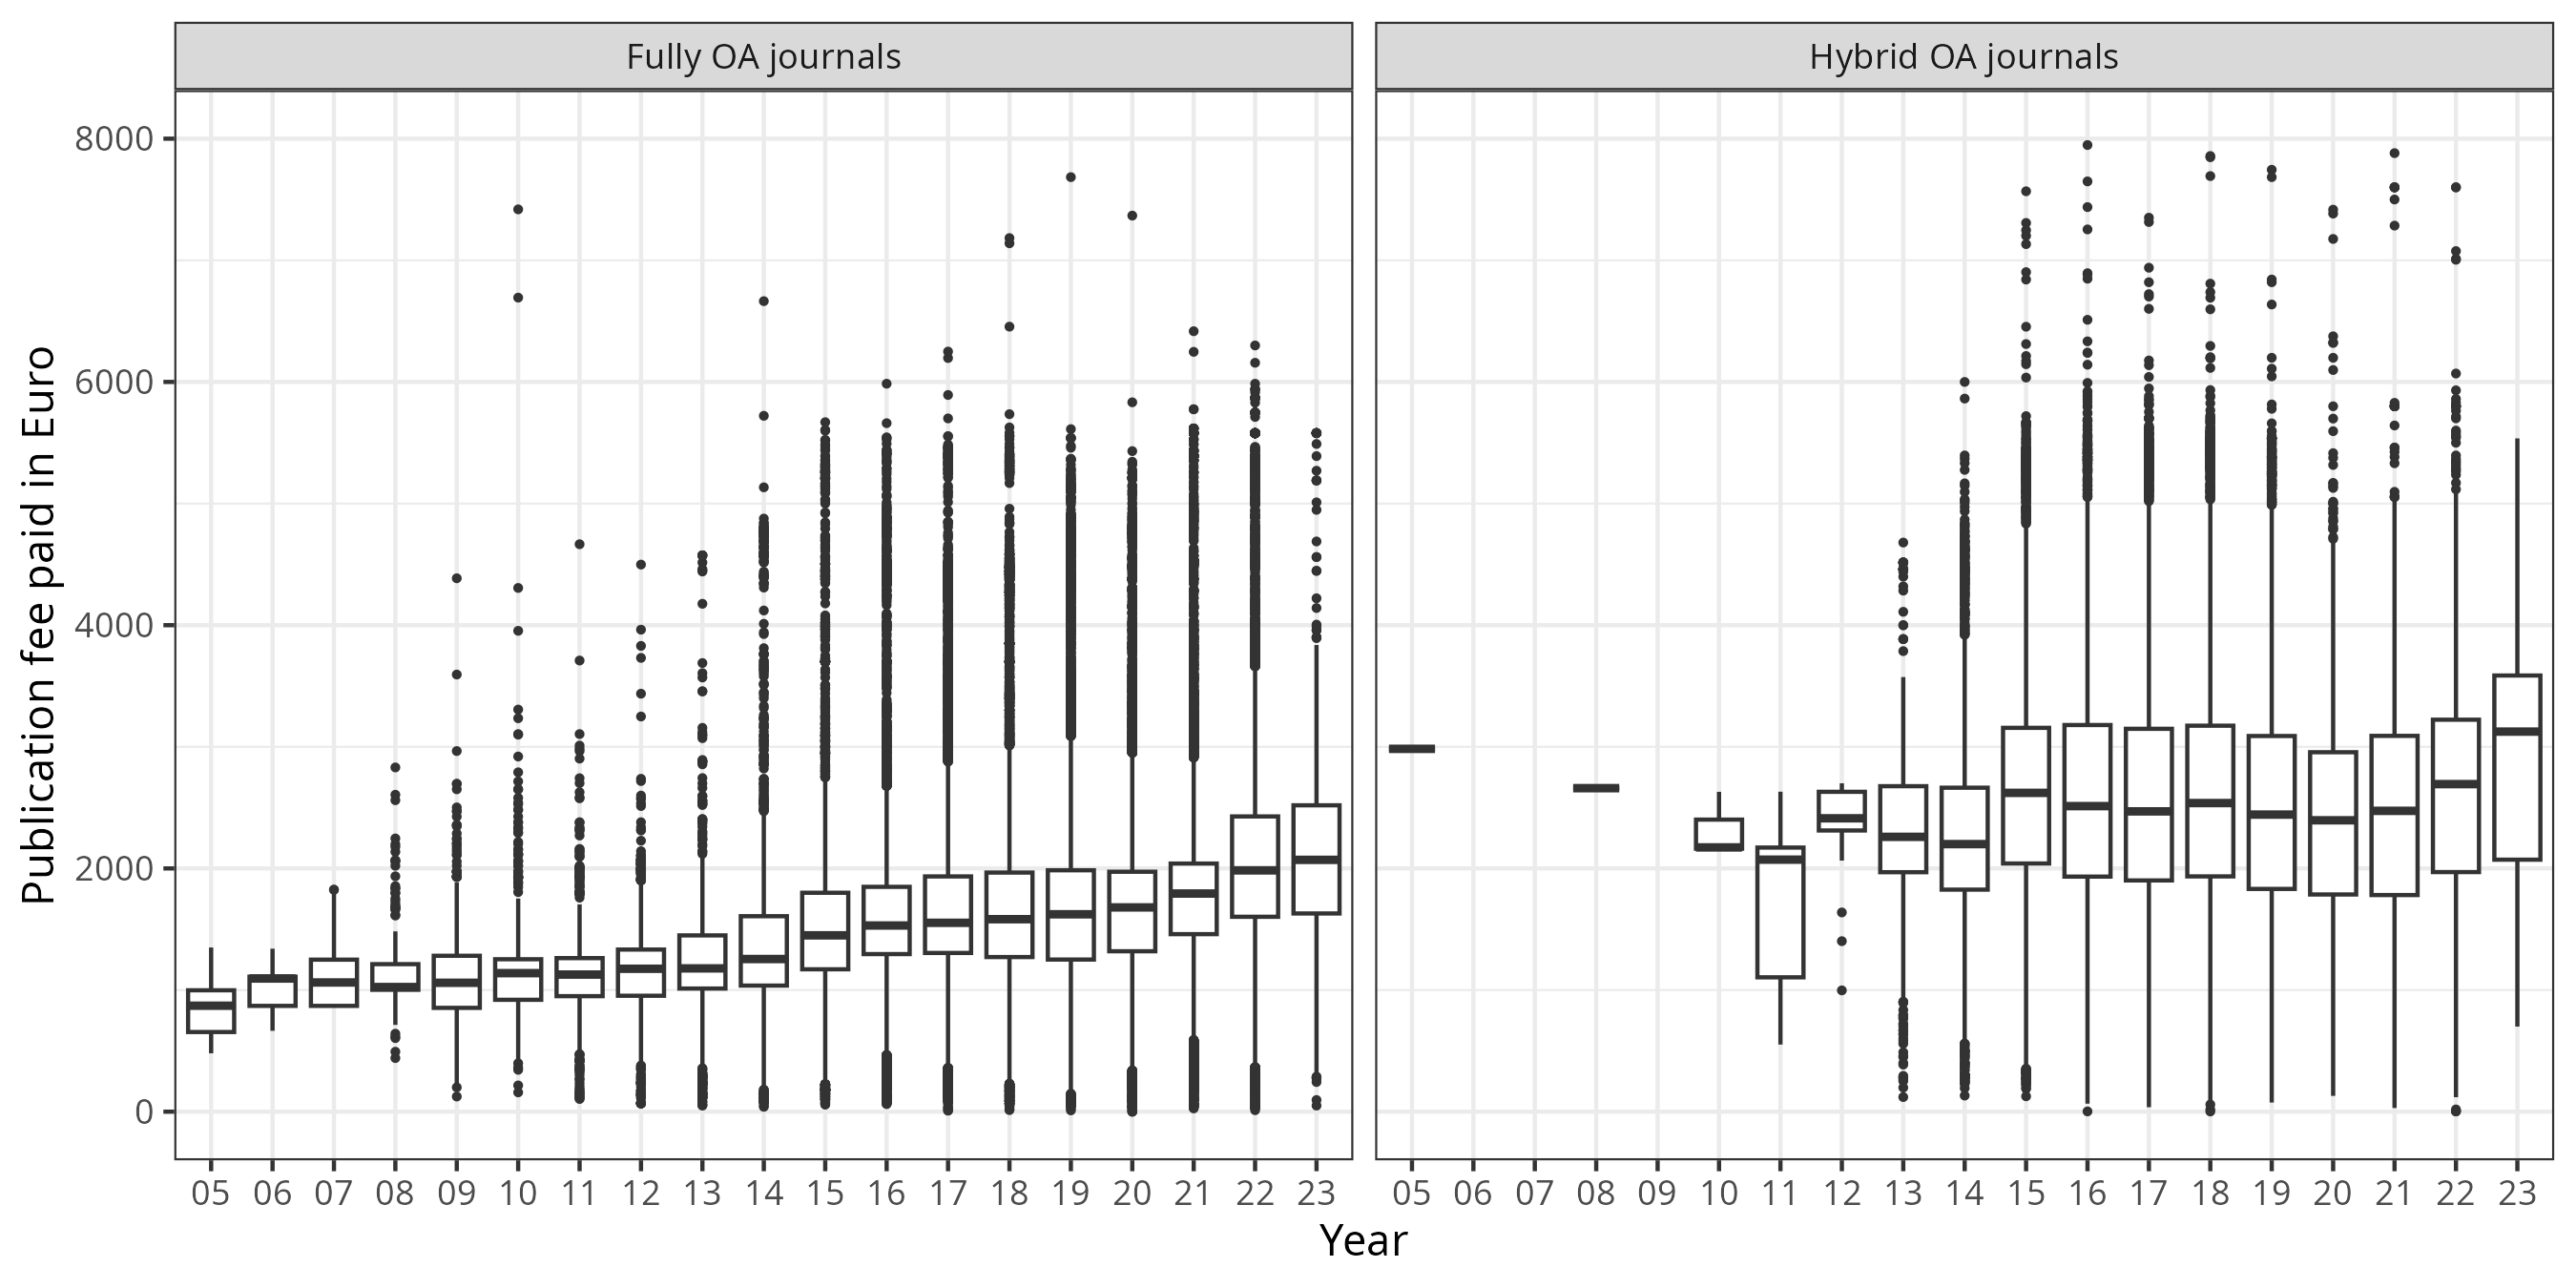 Fully OA journals
Hybrid OA journals
Publication fee paid in Euro
8000
6000
4000
2000
0
05 06 07 08 09 10 11 12 13 14 15 16 17 18 19 20 21 22 23
05 06 07 08 09 10 11 12 13 14 15 16 17 18 19 20 21 22 23
Year